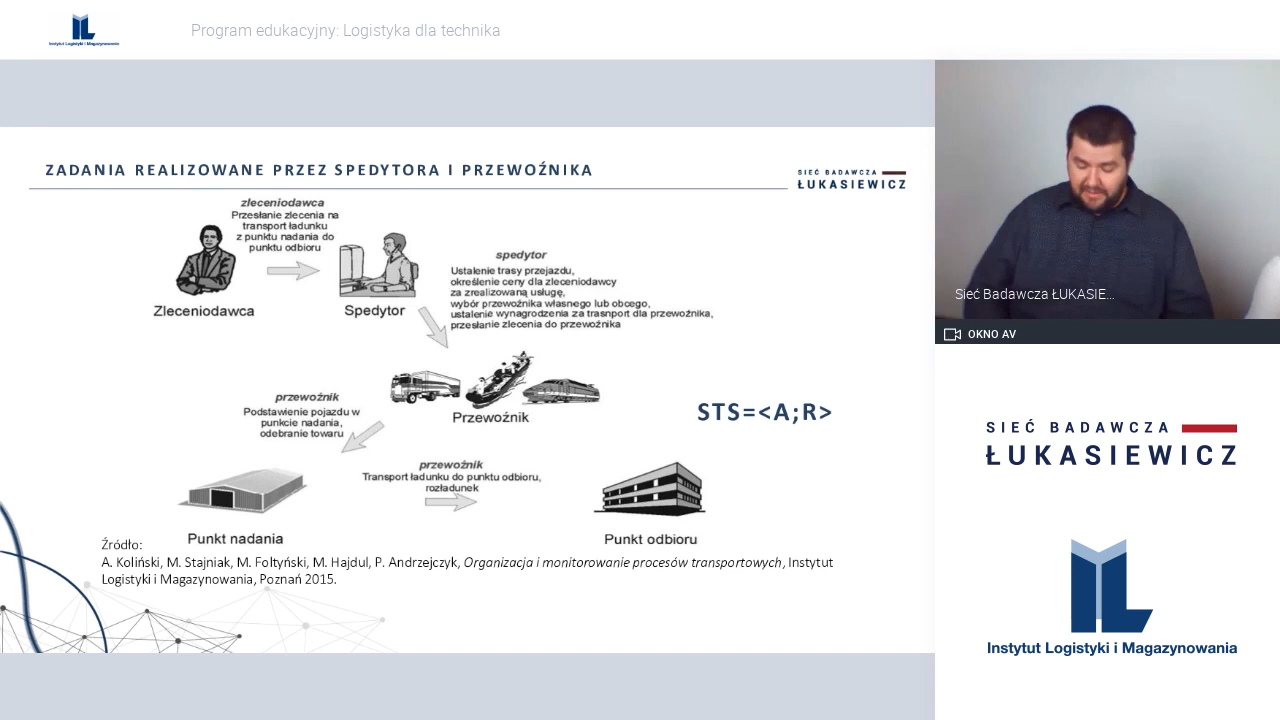 Instytut Logistyki i Magazynowania
Program edukacyjny: Logistyka dla technika
ZADANIA REALIZOWANE PRZEZ SPEDYTORA I PRZEWOŹNIKA
SIEĆ BADAWCZA
ŁUKASIEWICZ
zleceniodawca
Przesłanie zlecenia na
transport ładunku
z punktu nadania do
punktu odbioru
Zleceniodawca
Spedytor
spedytor
Ustalenie trasy przejazdu,
określenie ceny dla zleceniodawcy
za zrealizowaną usługę,
wybór przewoźnika własnego lub obcego,
ustalenie wynagrodzenia za trasnport dla przewoźnika,
przesłanie zlecenia do przewoźnika
przewoźnik
Podstawienie pojazdu w
punkcie nadania,
odebranie towaru
Przewoźnik
STS=<A;R>
przewoźnik
Transport ładunku do punktu odbioru,
rozładunek
Punkt nadania
Punkt odbioru
Źródło:
A. Koliński, M. Stajniak, M. Foltyński, M. Hajdul, P. Andrzejczyk, Organizacja i monitorowanie procesów transportowych, Instytut
Logistyki i Magazynowania, Poznań 2015.
Sieć Badawcza ŁUKASIE...
OKNO AV
SIEĆ BADAWCZA
ŁUKASIEWICZ
Instytut Logistyki i Magazynowania